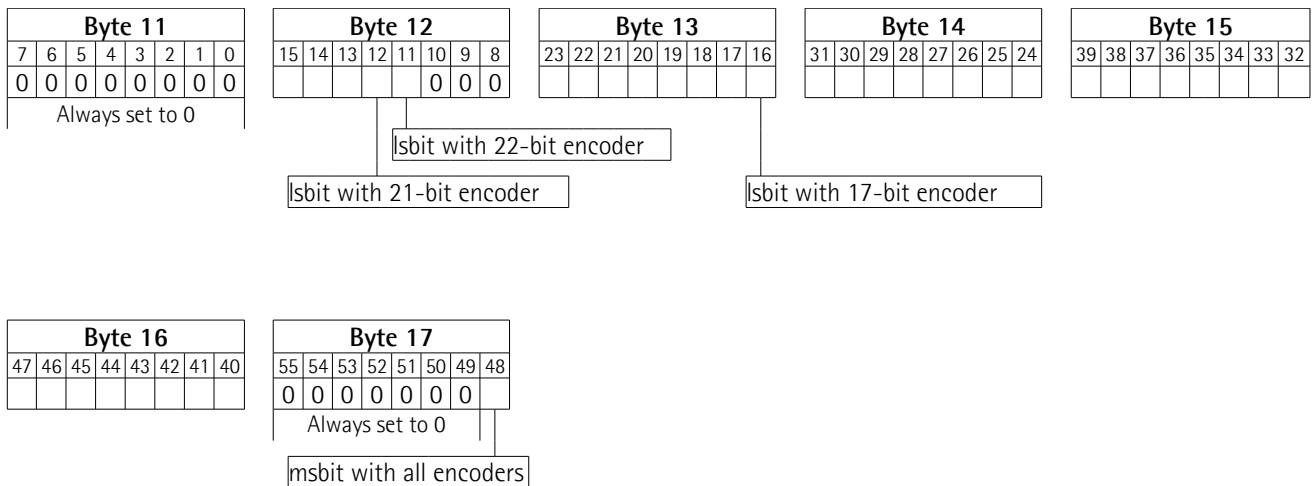 Byte 11 Byte 12 Byte 13 Byte 14 Byte 15
7 6 5 4 3 2 1 0 15 14 13 12 11 10 9 8 23 22 21 20 19 18 17 16 31 30 29 28 27 26 25 24 39 38 37 36 35 34 33 32
0 0 0 0 0 0 0 0 0 0 0
Always set to 0
lsbit with 22-bit encoder
lsbit with 21-bit encoder lsbit with 17-bit encoder
Byte 16 Byte 17
47 46 45 44 43 42 41 40 55 54 53 52 51 50 49 48
0 0 0 0 0 0 0
Always set to 0
msbit with all encoders